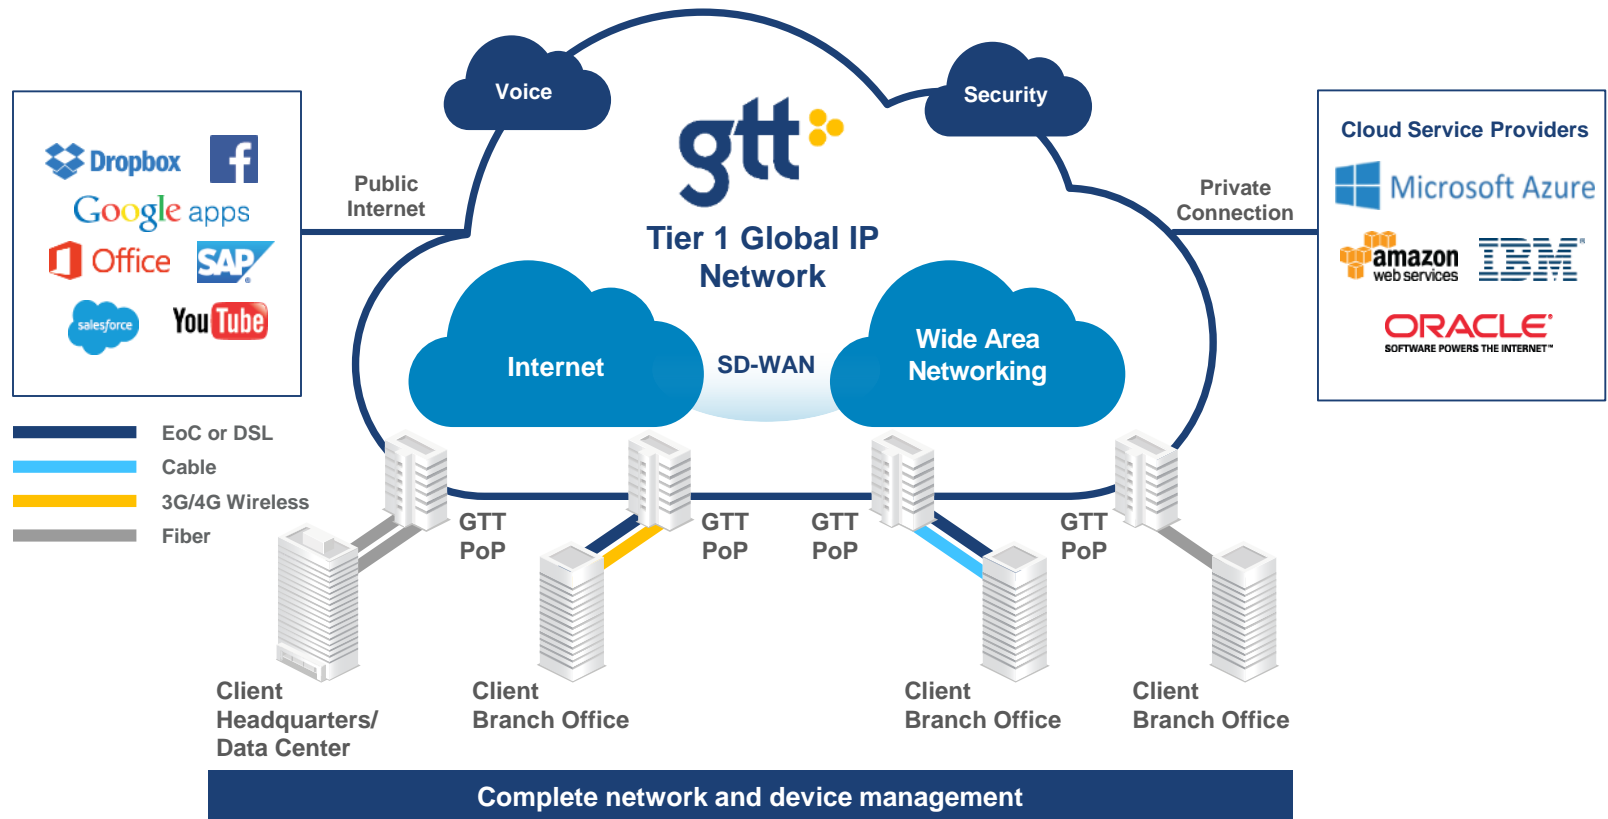 Voice
Security
gtt
Tier 1 Global IP
Network
Dropbox
f
Google apps
Office
SAP
®
salesforce
YouTube
Public
Internet
Private
Connection
Cloud Service Providers
Microsoft Azure
amazon
web services
IBM®
ORACLE®
SOFTWARE POWERS THE INTERNET™
Internet
SD-WAN
Wide Area
Networking
EoC or DSL
Cable
3G/4G Wireless
Fiber
GTT
PoP
GTT
PoP
GTT
PoP
GTT
PoP
Client
Headquarters/
Data Center
Client
Branch Office
Client
Branch Office
Client
Branch Office
Complete network and device management